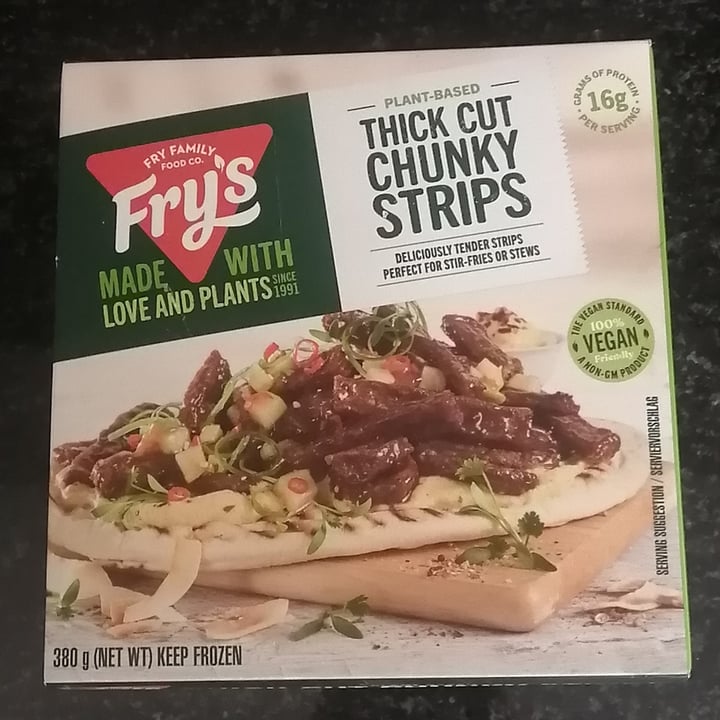 FRY FAMILY
FOOD CO.
Fry's
MADE WITH
LOVE AND PLANTS
SINCE
1991
PLANT-BASED
THICK CUT
CHUNKY
STRIPS
DELICIOUSLY TENDER STRIPS
PERFECT FOR STIR-FRIES OR STEWS
GRAMS OF PROTEIN
16g
PER SERVING
THE VEGAN STANDARD
100%
VEGAN
Friendly
A NON-GM PRODUCT
SERVING SUGGESTION / SERVIERVORSCHLAG
380 g (NET WT) KEEP FROZEN